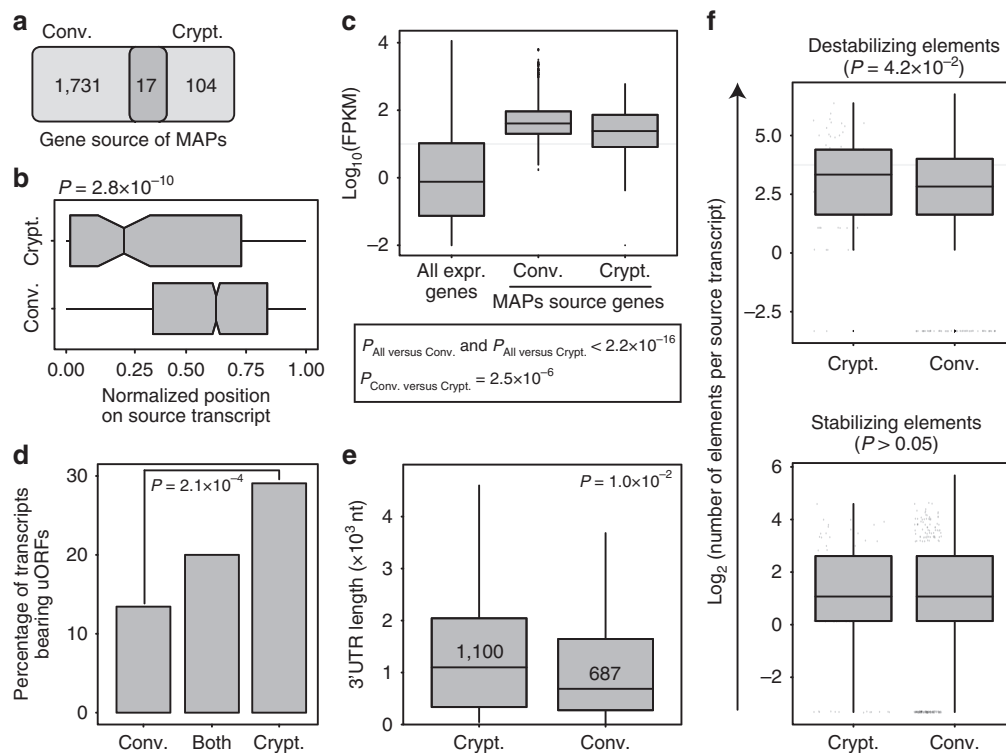 a
Conv. Crypt.
1,731 17 104
Gene source of MAPs
b
P = 2.8×10⁻¹⁰
Crypt.
Conv.
0.00 0.25 0.50 0.75 1.00
Normalized position
on source transcript
c
Log₁₀(FPKM)
4
2
0
−2
All expr.
genes
Conv. Crypt.
MAPs source genes
P All versus Conv. and P All versus Crypt. < 2.2×10⁻¹⁶
P Conv. versus Crypt. = 2.5×10⁻⁶
d
Percentage of transcripts
bearing uORFs
30
20
10
0
P = 2.1×10⁻⁴
Conv. Both Crypt.
e
3'UTR length (×10³ nt)
4
3
2
1
0
P = 1.0×10⁻²
1,100
687
Crypt. Conv.
f
Log₂ (number of elements per source transcript)
Destabilizing elements
(P = 4.2×10⁻²)
5.0
2.5
0
−2.5
Crypt. Conv.
Stabilizing elements
(P > 0.05)
6
4
2
0
−2
Crypt. Conv.